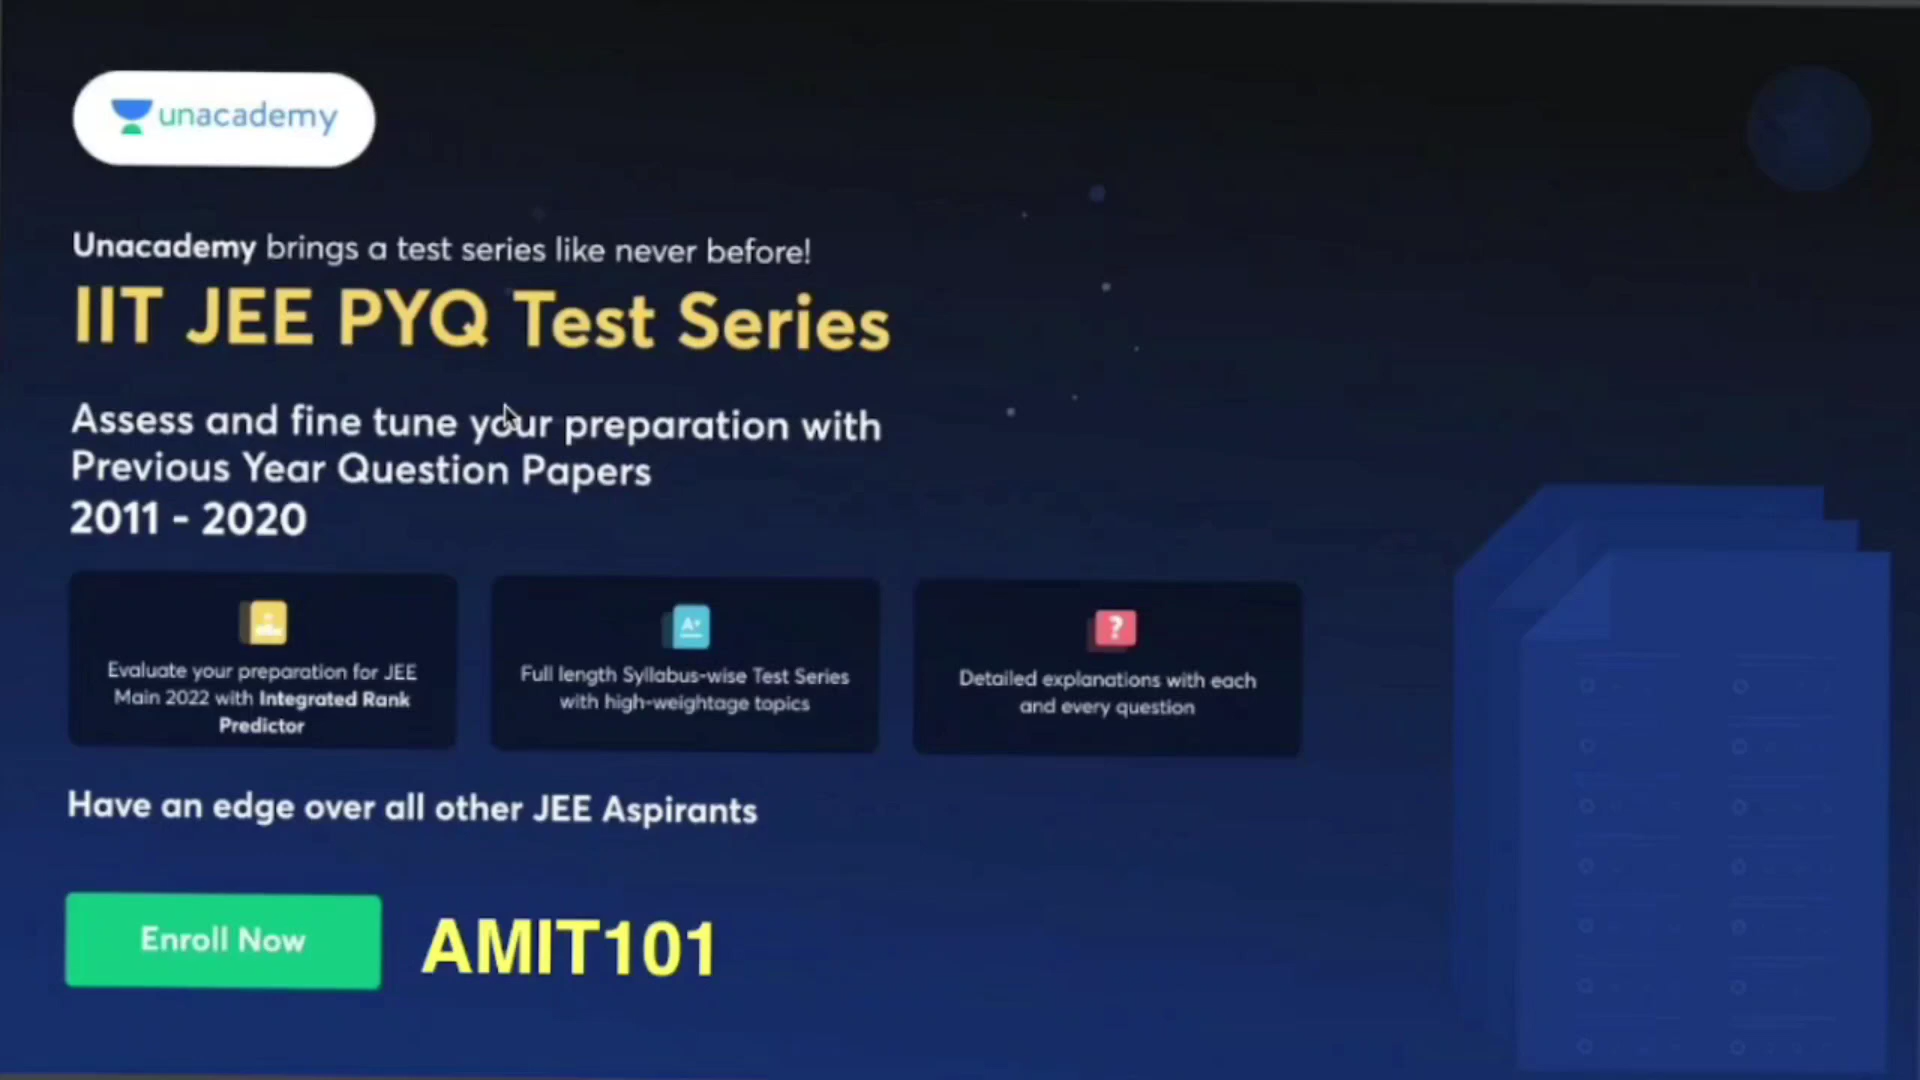 unacademy
Unacademy brings a test series like never before!
IIT JEE PYQ Test Series
Assess and fine tune your preparation with
Previous Year Question Papers
2011 - 2020
Evaluate your preparation for JEE
Main 2022 with Integrated Rank
Predictor
A+
Full length Syllabus-wise Test Series
with high-weightage topics
?
Detailed explanations with each
and every question
Have an edge over all other JEE Aspirants
Enroll Now
AMIT101